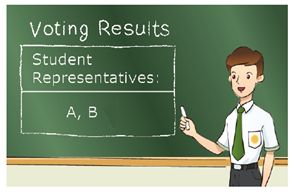 Voting Results
Student
Representatives:
A, B